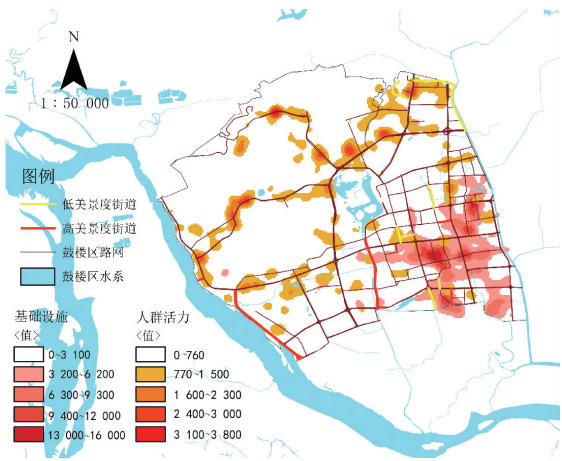 N
1：50 000
图例
低美景度街道
高美景度街道
鼓楼区路网
鼓楼区水系
基础设施
<值>
0~3 100
3 200~6 200
6 300~9 300
9 400~12 000
13 000~16 000
人群活力
<值>
0~760
770~1 500
1 600~2 300
2 400~3 000
3 100~3 800